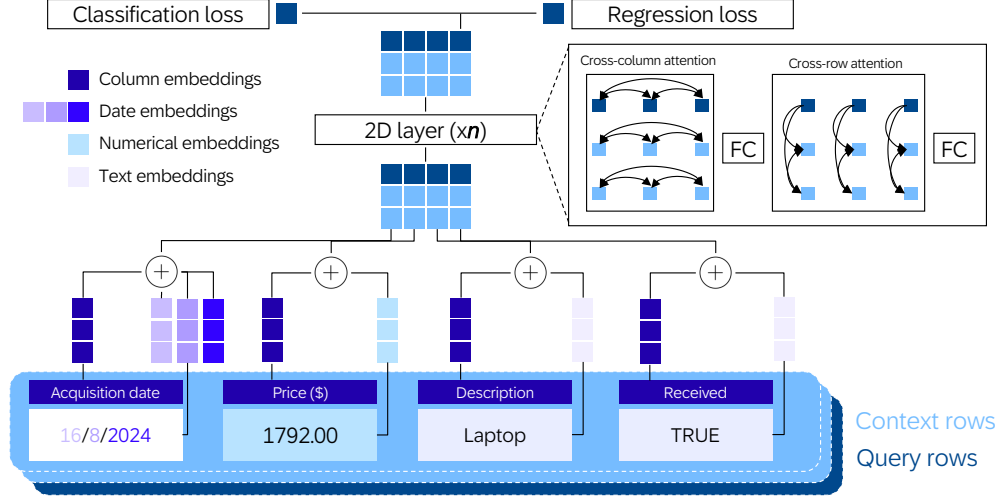 Classification loss
Regression loss
Column embeddings
Date embeddings
Numerical embeddings
Text embeddings
2D layer (xn)
Cross-column attention
Cross-row attention
FC
FC
+
+
+
+
Acquisition date
Price ($)
Description
Received
16/8/2024
1792.00
Laptop
TRUE
Context rows
Query rows